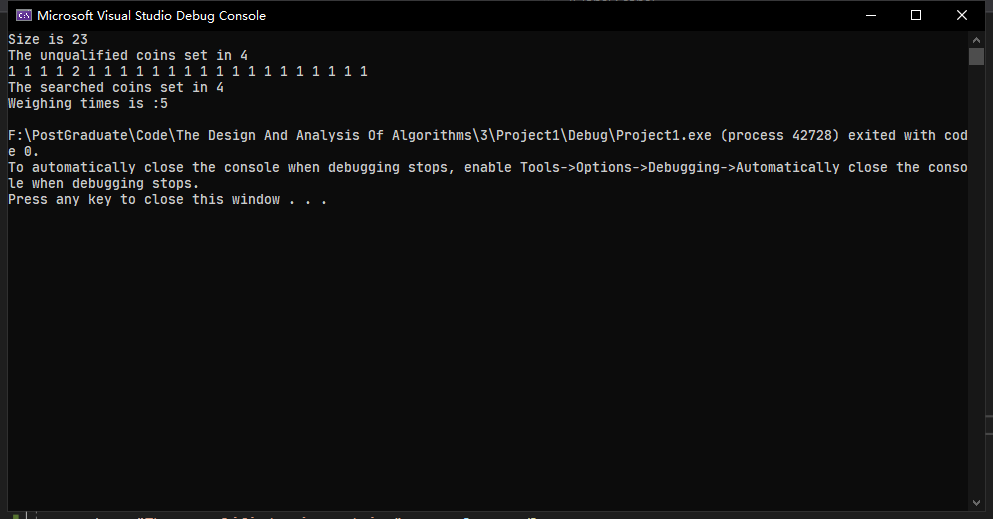 Microsoft Visual Studio Debug Console
Size is 23
The unqualified coins set in 4
1 1 1 1 2 1 1 1 1 1 1 1 1 1 1 1 1 1 1 1 1 1 1
The searched coins set in 4
Weighing times is :5
F:\PostGraduate\Code\The Design And Analysis Of Algorithms\3\Project1\Debug\Project1.exe (process 42728) exited with cod
e 0.
To automatically close the console when debugging stops, enable Tools->Options->Debugging->Automatically close the conso
le when debugging stops.
Press any key to close this window . . .